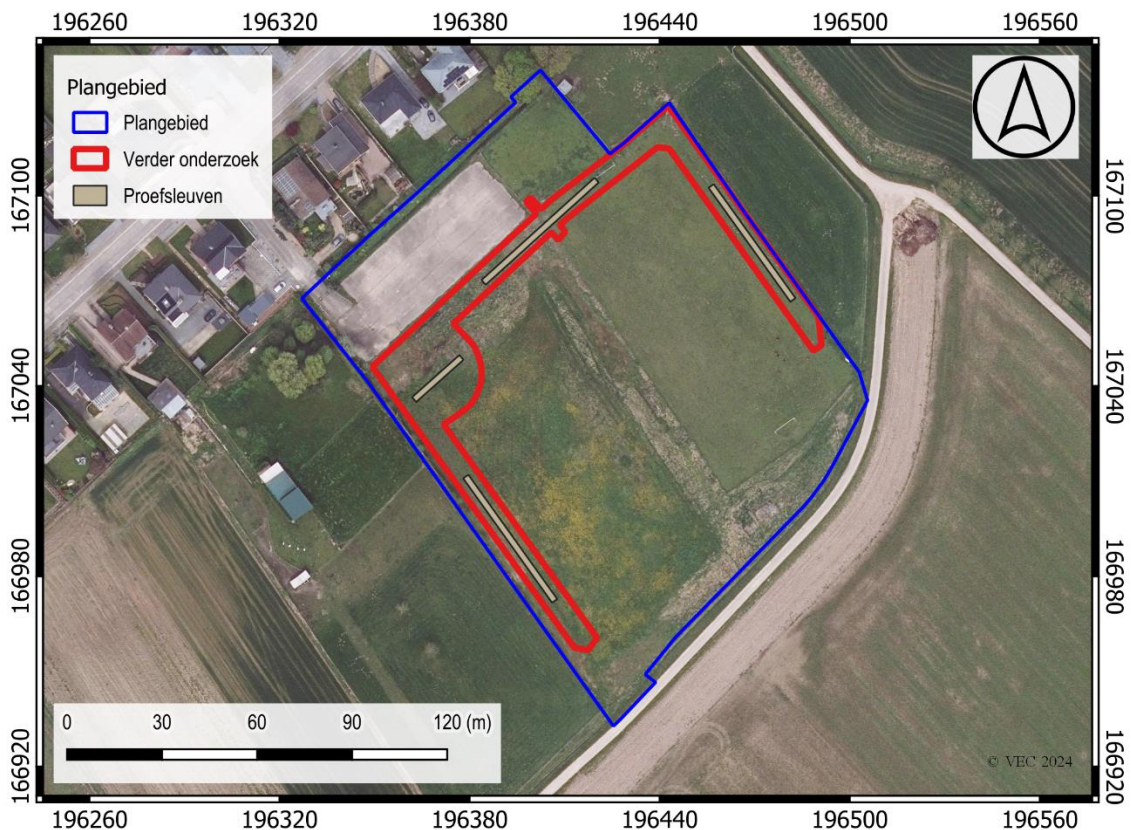 196260 196320 196380 196440 196500 196560
Plangebied
Plangebied
Verder onderzoek
Proefsleuven
167100 167100
167040 167040
166980 166980
0 30 60 90 120 (m)
166920 166920
© VEC 2024
196260 196320 196380 196440 196500 196560